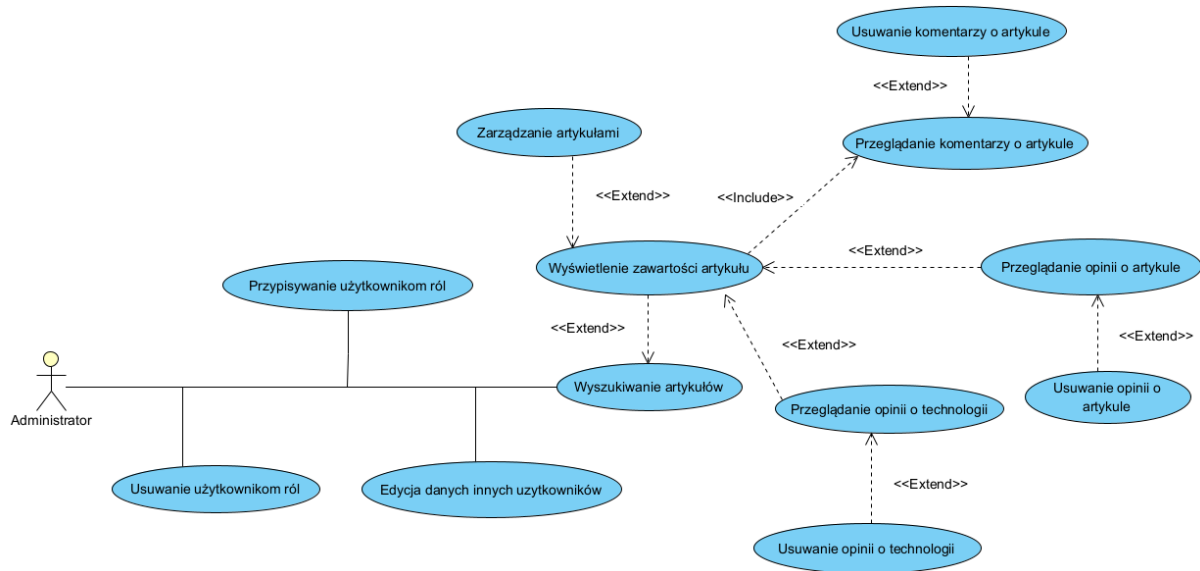 Usuwanie komentarzy o artykule
<<Extend>>
Zarządzanie artykułami
Przeglądanie komentarzy o artykule
<<Extend>>
<<Include>>
Wyświetlenie zawartości artykułu
<<Extend>>
Przeglądanie opinii o artykule
Przypisywanie użytkownikom ról
<<Extend>>
<<Extend>>
<<Extend>>
Administrator
Wyszukiwanie artykułów
Przeglądanie opinii o technologii
Usuwanie opinii o
artykule
Usuwanie użytkownikom ról
Edycja danych innych uzytkowników
<<Extend>>
Usuwanie opinii o technologii